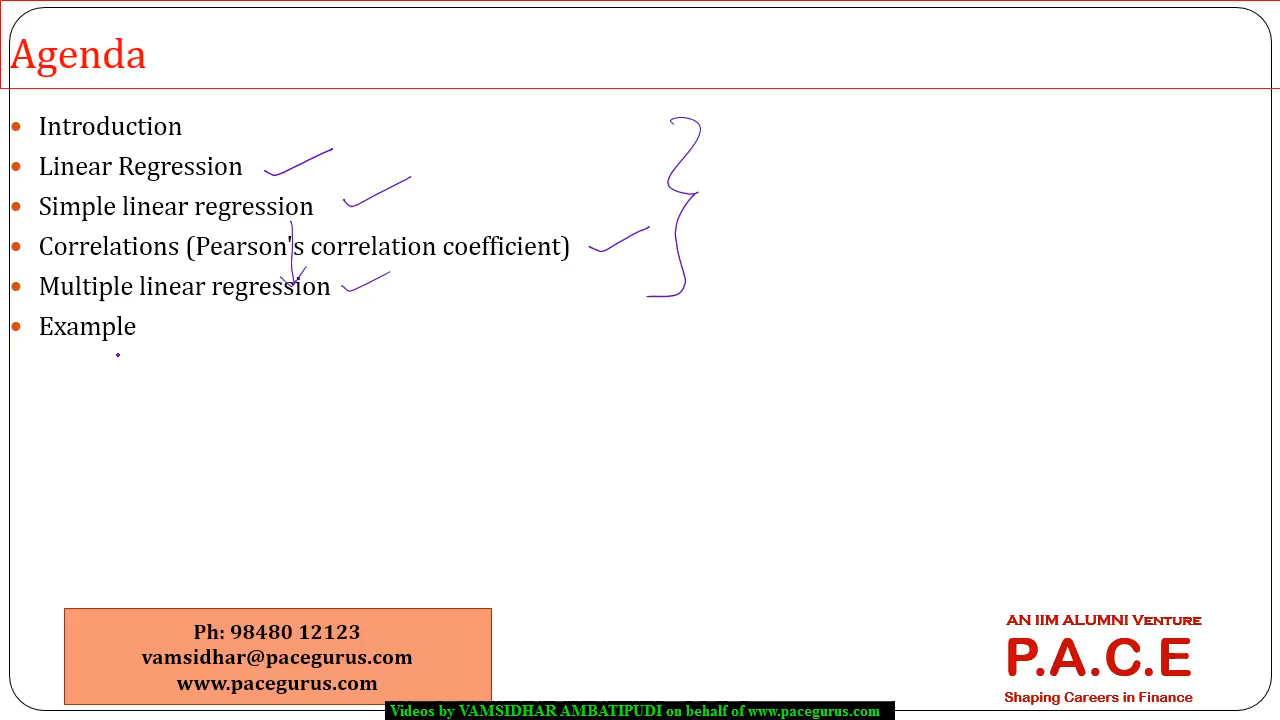 Agenda
Introduction
Linear Regression
Simple linear regression
Correlations (Pearson's correlation coefficient)
Multiple linear regression
Example
Ph: 98480 12123
vamsidhar@pacegurus.com
www.pacegurus.com
AN IIM ALUMNI VENTURE
P.A.C.E
Shaping Careers in Finance
Videos by VAMSIDHAR AMBATIPUDI on behalf of www.pacegurus.com